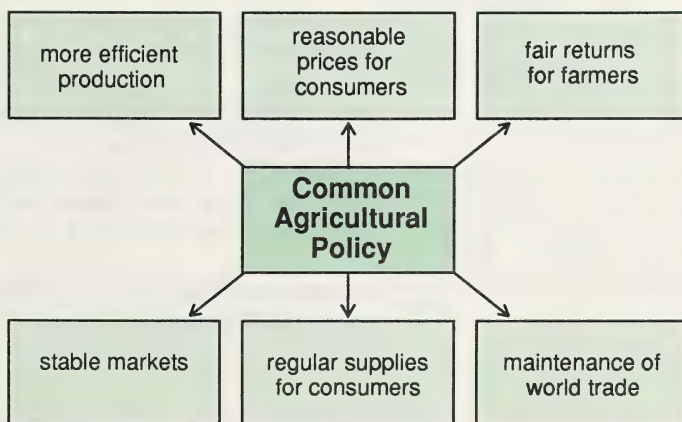 more efficient
production
reasonable
prices for
consumers
fair returns
for farmers
Common
Agricultural
Policy
stable markets
regular supplies
for consumers
maintenance of
world trade